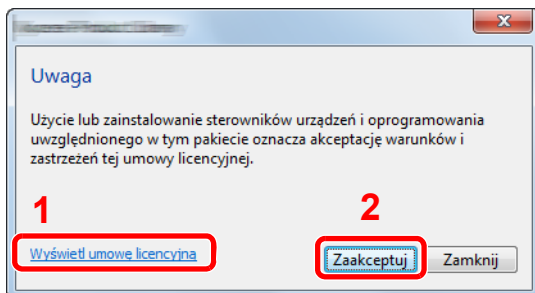 Uwaga
Użycie lub zainstalowanie sterowników urządzeń i oprogramowania
uwzględnionego w tym pakiecie oznacza akceptację warunków i
zastrzeżeń tej umowy licencyjnej.
1
2
Wyświetl umowę licencyjną
Zaakceptuj
Zamknij